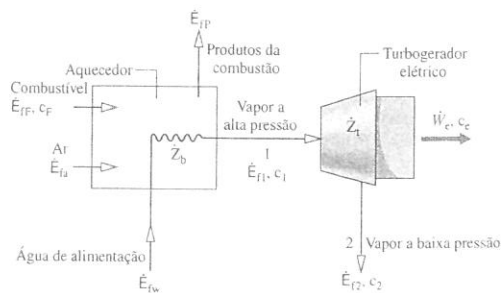 Ė_fP
Produtos da
combustão
Aquecedor
Turbogerador
elétrico
Combustível
Ė_fF, c_F
Vapor a
alta pressão
Ż_t
Ẇ_e, c_e
Ar
Ė_fa
Ż_b
1
Ė_f1, c_1
Água de alimentação
Ė_fw
2 Vapor a baixa pressão
Ė_f2, c_2